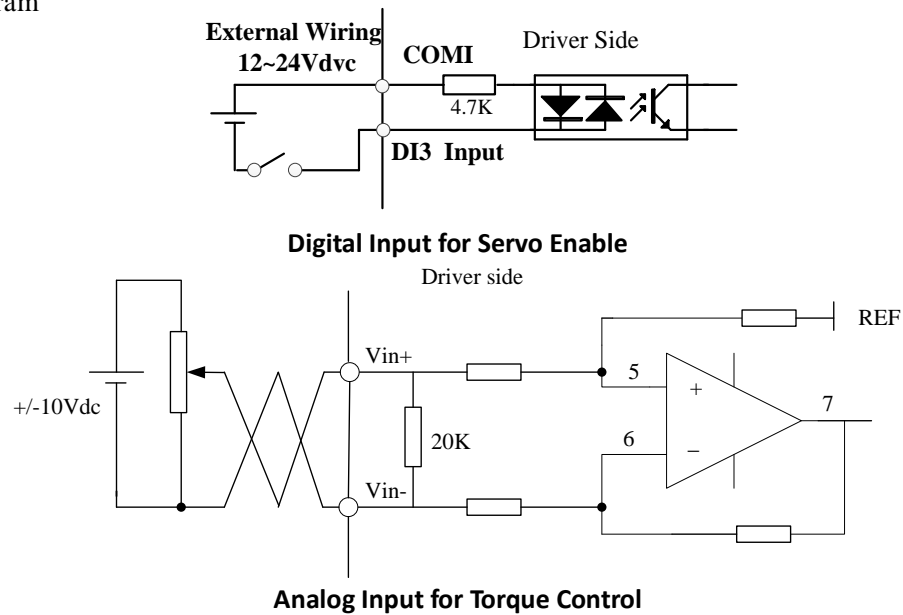 External Wiring
12~24Vdvc
COMI
Driver Side
4.7K
DI3 Input
Digital Input for Servo Enable
Driver side
REF
Vin+
5
+
+/-10Vdc
7
20K
6
−
Vin-
Analog Input for Torque Control